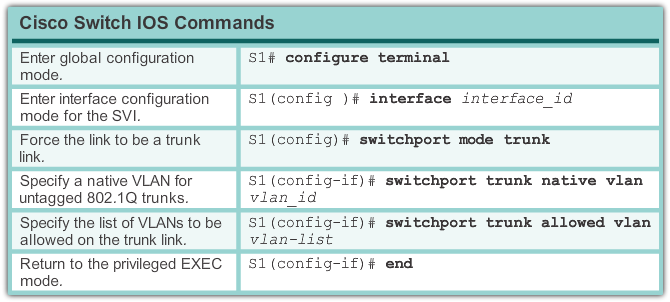 Cisco Switch IOS Commands
Enter global configuration
mode.
S1# configure terminal
Enter interface configuration
mode for the SVI.
S1(config )# interface interface_id
Force the link to be a trunk
link.
S1(config)# switchport mode trunk
Specify a native VLAN for
untagged 802.1Q trunks.
S1(config-if)# switchport trunk native vlan
vlan_id
Specify the list of VLANs to be
allowed on the trunk link.
S1(config-if)# switchport trunk allowed vlan
vlan-list
Return to the privileged EXEC
mode.
S1(config-if)# end